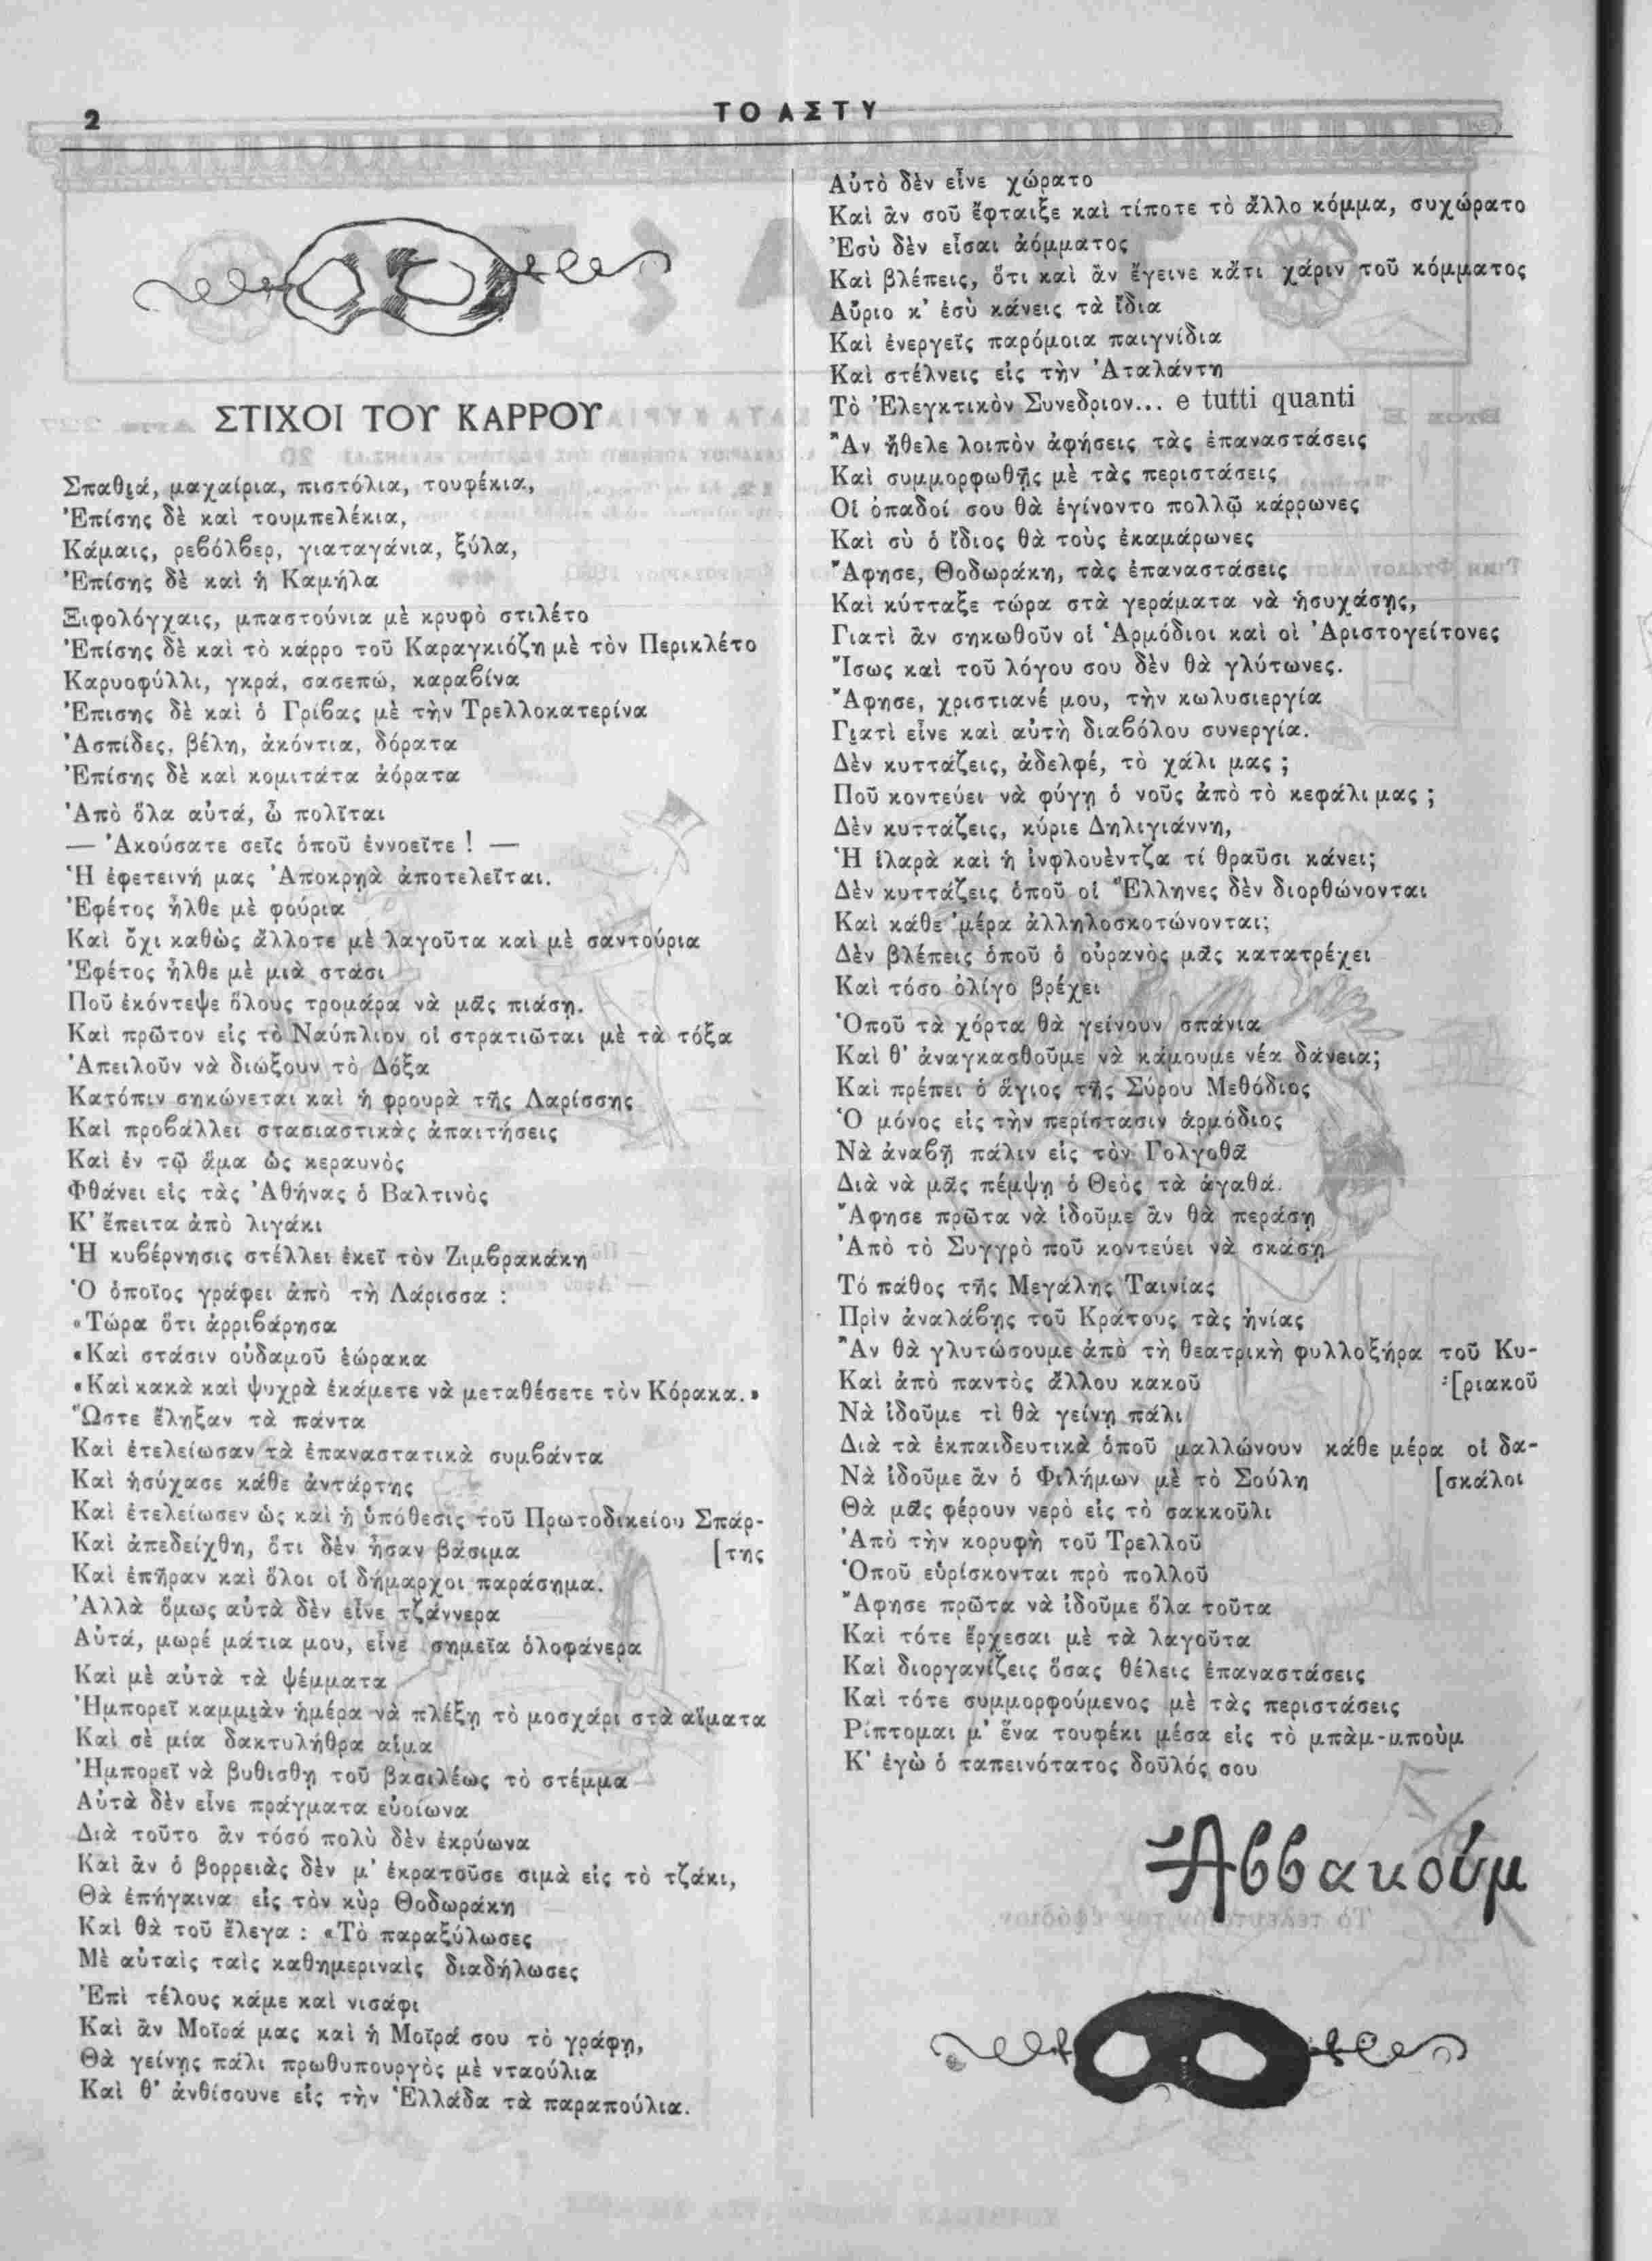 2
ΤΟ ΑΣΤΥ
ΣΤΙΧΟΙ ΤΟΥ ΚΑΡΡΟΥ
Σπαθιά, μαχαίρια, πιστόλια, τουφέκια,
Ἐπίσης δὲ καὶ τουμπελέκια,
Κάμαις, ρεβόλβερ, γιαταγάνια, ξύλα,
Ἐπίσης δὲ καὶ ἡ Καμήλα
Ξιφολόγχαις, μπαστούνια μὲ κρυφὸ στιλέτο
Ἐπίσης δὲ καὶ τὸ κάρρο τοῦ Καραγκιόζη μὲ τὸν Περικλέτο
Καρυοφύλλι, γκρά, σασεπώ, καραβίνα
Ἐπισης δὲ καὶ ὁ Γρίβας μὲ τὴν Τρελλοκατερίνα
Ἀσπίδες, βέλη, ἀκόντια, δόρατα
Ἐπίσης δὲ καὶ κομιτάτα ἀόρατα
Ἀπὸ ὅλα αὐτά, ὦ πολῖται
— Ἀκούσατε σεῖς ὁποῦ ἐννοεῖτε ! —
Ἡ ἐφετεινή μας Ἀποκρηὰ ἀποτελεῖται.
Ἐφέτος ἦλθε μὲ φούρια
Καὶ ὄχι καθὼς ἄλλοτε μὲ λαγοῦτα καὶ μὲ σαντούρια
Ἐφέτος ἦλθε μὲ μιὰ στάσι
Ποῦ ἐκόντεψε ὅλους τρομάρα νὰ μᾶς πιάσῃ.
Καὶ πρῶτον εἰς τὸ Ναύπλιον οἱ στρατιῶται μὲ τὰ τόξα
Ἀπειλοῦν νὰ διώξουν τὸ Δόξα
Κατόπιν σηκώνεται καὶ ἡ φρουρὰ τῆς Λαρίσσης
Καὶ προβάλλει στασιαστικὰς ἀπαιτήσεις
Καὶ ἐν τῷ ἅμα ὡς κεραυνὸς
Φθάνει εἰς τὰς Ἀθήνας ὁ Βαλτινὸς
Κ' ἔπειτα ἀπὸ λιγάκι
Ἡ κυβέρνησις στέλλει ἐκεῖ τὸν Ζιμβρακάκη
Ὁ ὁποῖος γράφει ἀπὸ τὴ Λάρισσα :
«Τώρα ὅτι ἀρριβάρησα
«Καὶ στάσιν οὐδαμοῦ ἑώρακα
«Καὶ κακὰ καὶ ψυχρὰ ἐκάμετε νὰ μεταθέσετε τὸν Κόρακα.»
Ὥστε ἔληξαν τὰ πάντα
Καὶ ἐτελείωσαν τὰ ἐπαναστατικὰ συμβάντα
Καὶ ἡσύχασε κάθε ἀντάρτης
Καὶ ἐτελείωσεν ὡς καὶ ἡ ὑπόθεσις τοῦ Πρωτοδικείου Σπάρ-
Καὶ ἀπεδείχθη, ὅτι δὲν ἦσαν βάσιμα [της
Καὶ ἐπῆραν καὶ ὅλοι οἱ δήμαρχοι παράσημα.
Ἀλλὰ ὅμως αὐτὰ δὲν εἶνε τζάννερα
Αὐτά, μωρέ μάτια μου, εἶνε σημεῖα ὁλοφάνερα
Καὶ μὲ αὐτὰ τὰ ψέμματα
Ἠμπορεῖ καμμιὰν ἡμέρα νὰ πλέξῃ τὸ μοσχάρι στὰ αἵματα
Καὶ σὲ μία δακτυλήθρα αἷμα
Ἠμπορεῖ νὰ βυθισθῇ τοῦ βασιλέως τὸ στέμμα
Αὐτὰ δὲν εἶνε πράγματα εὐοίωνα
Διὰ τοῦτο ἂν τόσό πολὺ δὲν ἐκρύωνα
Καὶ ἂν ὁ βορρειὰς δὲν μ' ἐκρατοῦσε σιμὰ εἰς τὸ τζάκι,
Θὰ ἐπήγαινα εἰς τὸν κὺρ Θοδωράκη
Καὶ θὰ τοῦ ἔλεγα : «Τὸ παραξύλωσες
Μὲ αὐταὶς ταὶς καθημεριναὶς διαδήλωσες
Ἐπὶ τέλους κάμε καὶ νισάφι
Καὶ ἂν Μοῖρά μας καὶ ἡ Μοῖρά σου τὸ γράφῃ,
Θὰ γείνῃς πάλι πρωθυπουργὸς μὲ νταούλια
Καὶ θ' ἀνθίσουνε εἰς τὴν Ἑλλάδα τὰ παραπούλια.
Αὐτὸ δὲν εἶνε χώρατο
Καὶ ἂν σοῦ ἔφταιξε καὶ τίποτε τὸ ἄλλο κόμμα, συχώρατο
Ἐσὺ δὲν εἶσαι ἀόμματος
Καὶ βλέπεις, ὅτι καὶ ἂν ἔγεινε κἄτι χάριν τοῦ κόμματος
Αὔριο κ' ἐσὺ κάνεις τὰ ἴδια
Καὶ ἐνεργεῖς παρόμοια παιγνίδια
Καὶ στέλνεις εἰς τὴν Ἀταλάντη
Τὸ Ἐλεγκτικὸν Συνεδριον... e tutti quanti
Ἂν ἤθελε λοιπὸν ἀφήσεις τὰς ἐπαναστάσεις
Καὶ συμμορφωθῇς μὲ τὰς περιστάσεις
Οἱ ὀπαδοί σου θὰ ἐγίνοντο πολλῷ κάρρωνες
Καὶ σὺ ὁ ἴδιος θὰ τοὺς ἐκαμάρωνες
Ἄφησε, Θοδωράκη, τὰς ἐπαναστάσεις
Καὶ κύτταξε τώρα στὰ γεράματα νὰ ἡσυχάσῃς,
Γιατὶ ἂν σηκωθοῦν οἱ Ἁρμόδιοι καὶ οἱ Ἀριστογείτονες
Ἴσως καὶ τοῦ λόγου σου δὲν θὰ γλύτωνες.
Ἄφησε, χριστιανέ μου, τὴν κωλυσιεργία
Γιατὶ εἶνε καὶ αὐτὴ διαβόλου συνεργία.
Δὲν κυττάζεις, ἀδελφέ, τὸ χάλι μας ;
Ποῦ κοντεύει νὰ φύγῃ ὁ νοῦς ἀπὸ τὸ κεφάλι μας ;
Δὲν κυττάζεις, κύριε Δηλιγιάννη,
Ἡ ἱλαρὰ καὶ ἡ ἰνφλουέντζα τί θραῦσι κάνει;
Δὲν κυττάζεις ὁποῦ οἱ Ἕλληνες δὲν διορθώνονται
Καὶ κάθε 'μέρα ἀλληλοσκοτώνονται;
Δὲν βλέπεις ὁποῦ ὁ οὐρανὸς μᾶς κατατρέχει
Καὶ τόσο ὀλίγο βρέχει
Ὁποῦ τὰ χόρτα θὰ γείνουν σπάνια
Καὶ θ' ἀναγκασθοῦμε νὰ κάμουμε νέα δάνεια;
Καὶ πρέπει ὁ ἅγιος τῆς Σύρου Μεθόδιος
Ὁ μόνος εἰς τὴν περίστασιν ἁρμόδιος
Νὰ ἀναβῇ πάλιν εἰς τὸν Γολγοθᾶ
Διὰ νὰ μᾶς πέμψῃ ὁ Θεὸς τὰ ἀγαθά.
Ἄφησε πρῶτα νὰ ἰδοῦμε ἂν θὰ περάσῃ
Ἀπὸ τὸ Συγγρὸ ποῦ κοντεύει νὰ σκάσῃ
Τό πάθος τῆς Μεγάλης Ταινίας
Πρὶν ἀναλάβῃς τοῦ Κράτους τὰς ἡνίας
Ἂν θὰ γλυτώσουμε ἀπὸ τὴ θεατρικὴ φυλλοξήρα τοῦ Κυ-
Καὶ ἀπὸ παντὸς ἄλλου κακοῦ [ριακοῦ
Νὰ ἰδοῦμε τὶ θὰ γείνῃ πάλι
Διὰ τὰ ἐκπαιδευτικὰ ὁποῦ μαλλώνουν κάθε μέρα οἱ δα-
Νὰ ἰδοῦμε ἂν ὁ Φιλήμων μὲ τὸ Σούλη [σκάλοι
Θὰ μᾶς φέρουν νερὸ εἰς τὸ σακκοῦλι
Ἀπὸ τὴν κορυφὴ τοῦ Τρελλοῦ
Ὁποῦ εὑρίσκονται πρὸ πολλοῦ
Ἄφησε πρῶτα νὰ ἰδοῦμε ὅλα τοῦτα
Καὶ τότε ἔρχεσαι μὲ τὰ λαγοῦτα
Καὶ διοργανίζεις ὅσας θέλεις ἐπαναστάσεις
Καὶ τότε συμμορφούμενος μὲ τὰς περιστάσεις
Ρίπτομαι μ' ἕνα τουφέκι μέσα εἰς τὸ μπὰμ-μποὺμ
Κ' ἐγὼ ὁ ταπεινότατος δοῦλός σου
Ἀββακούμ